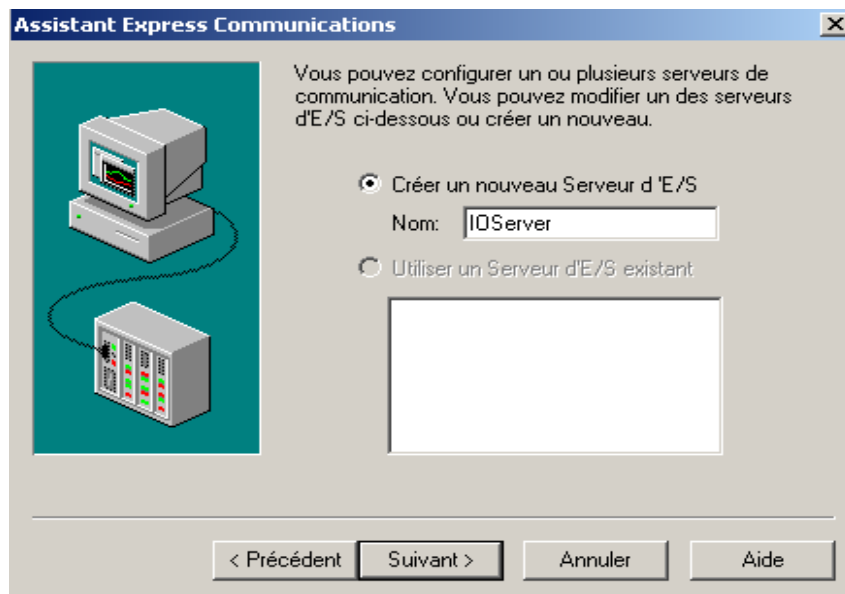 Assistant Express Communications
Vous pouvez configurer un ou plusieurs serveurs de
communication. Vous pouvez modifier un des serveurs
d'E/S ci-dessous ou créer un nouveau.
Créer un nouveau Serveur d 'E/S
Nom: IOServer
Utiliser un Serveur d'E/S existant
< Précédent Suivant > Annuler Aide